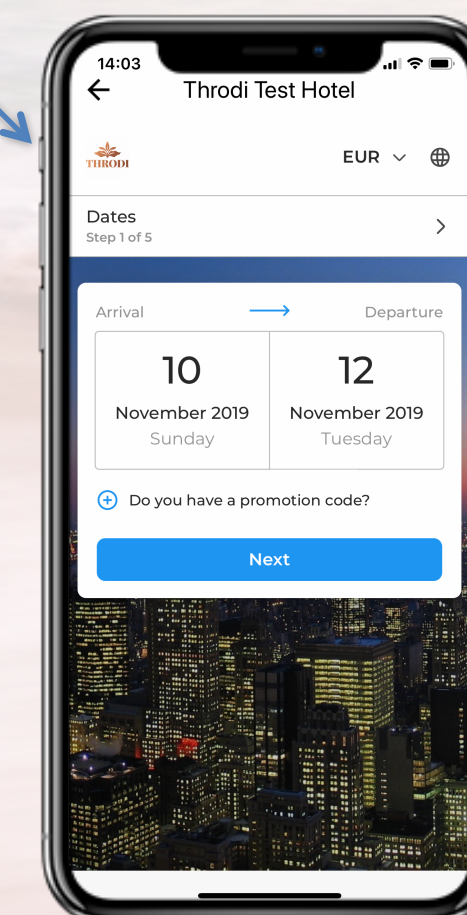 14:03
Throdi Test Hotel
THRODI
EUR
Dates
Step 1 of 5
Arrival
Departure
10
12
November 2019
November 2019
Sunday
Tuesday
Do you have a promotion code?
Next